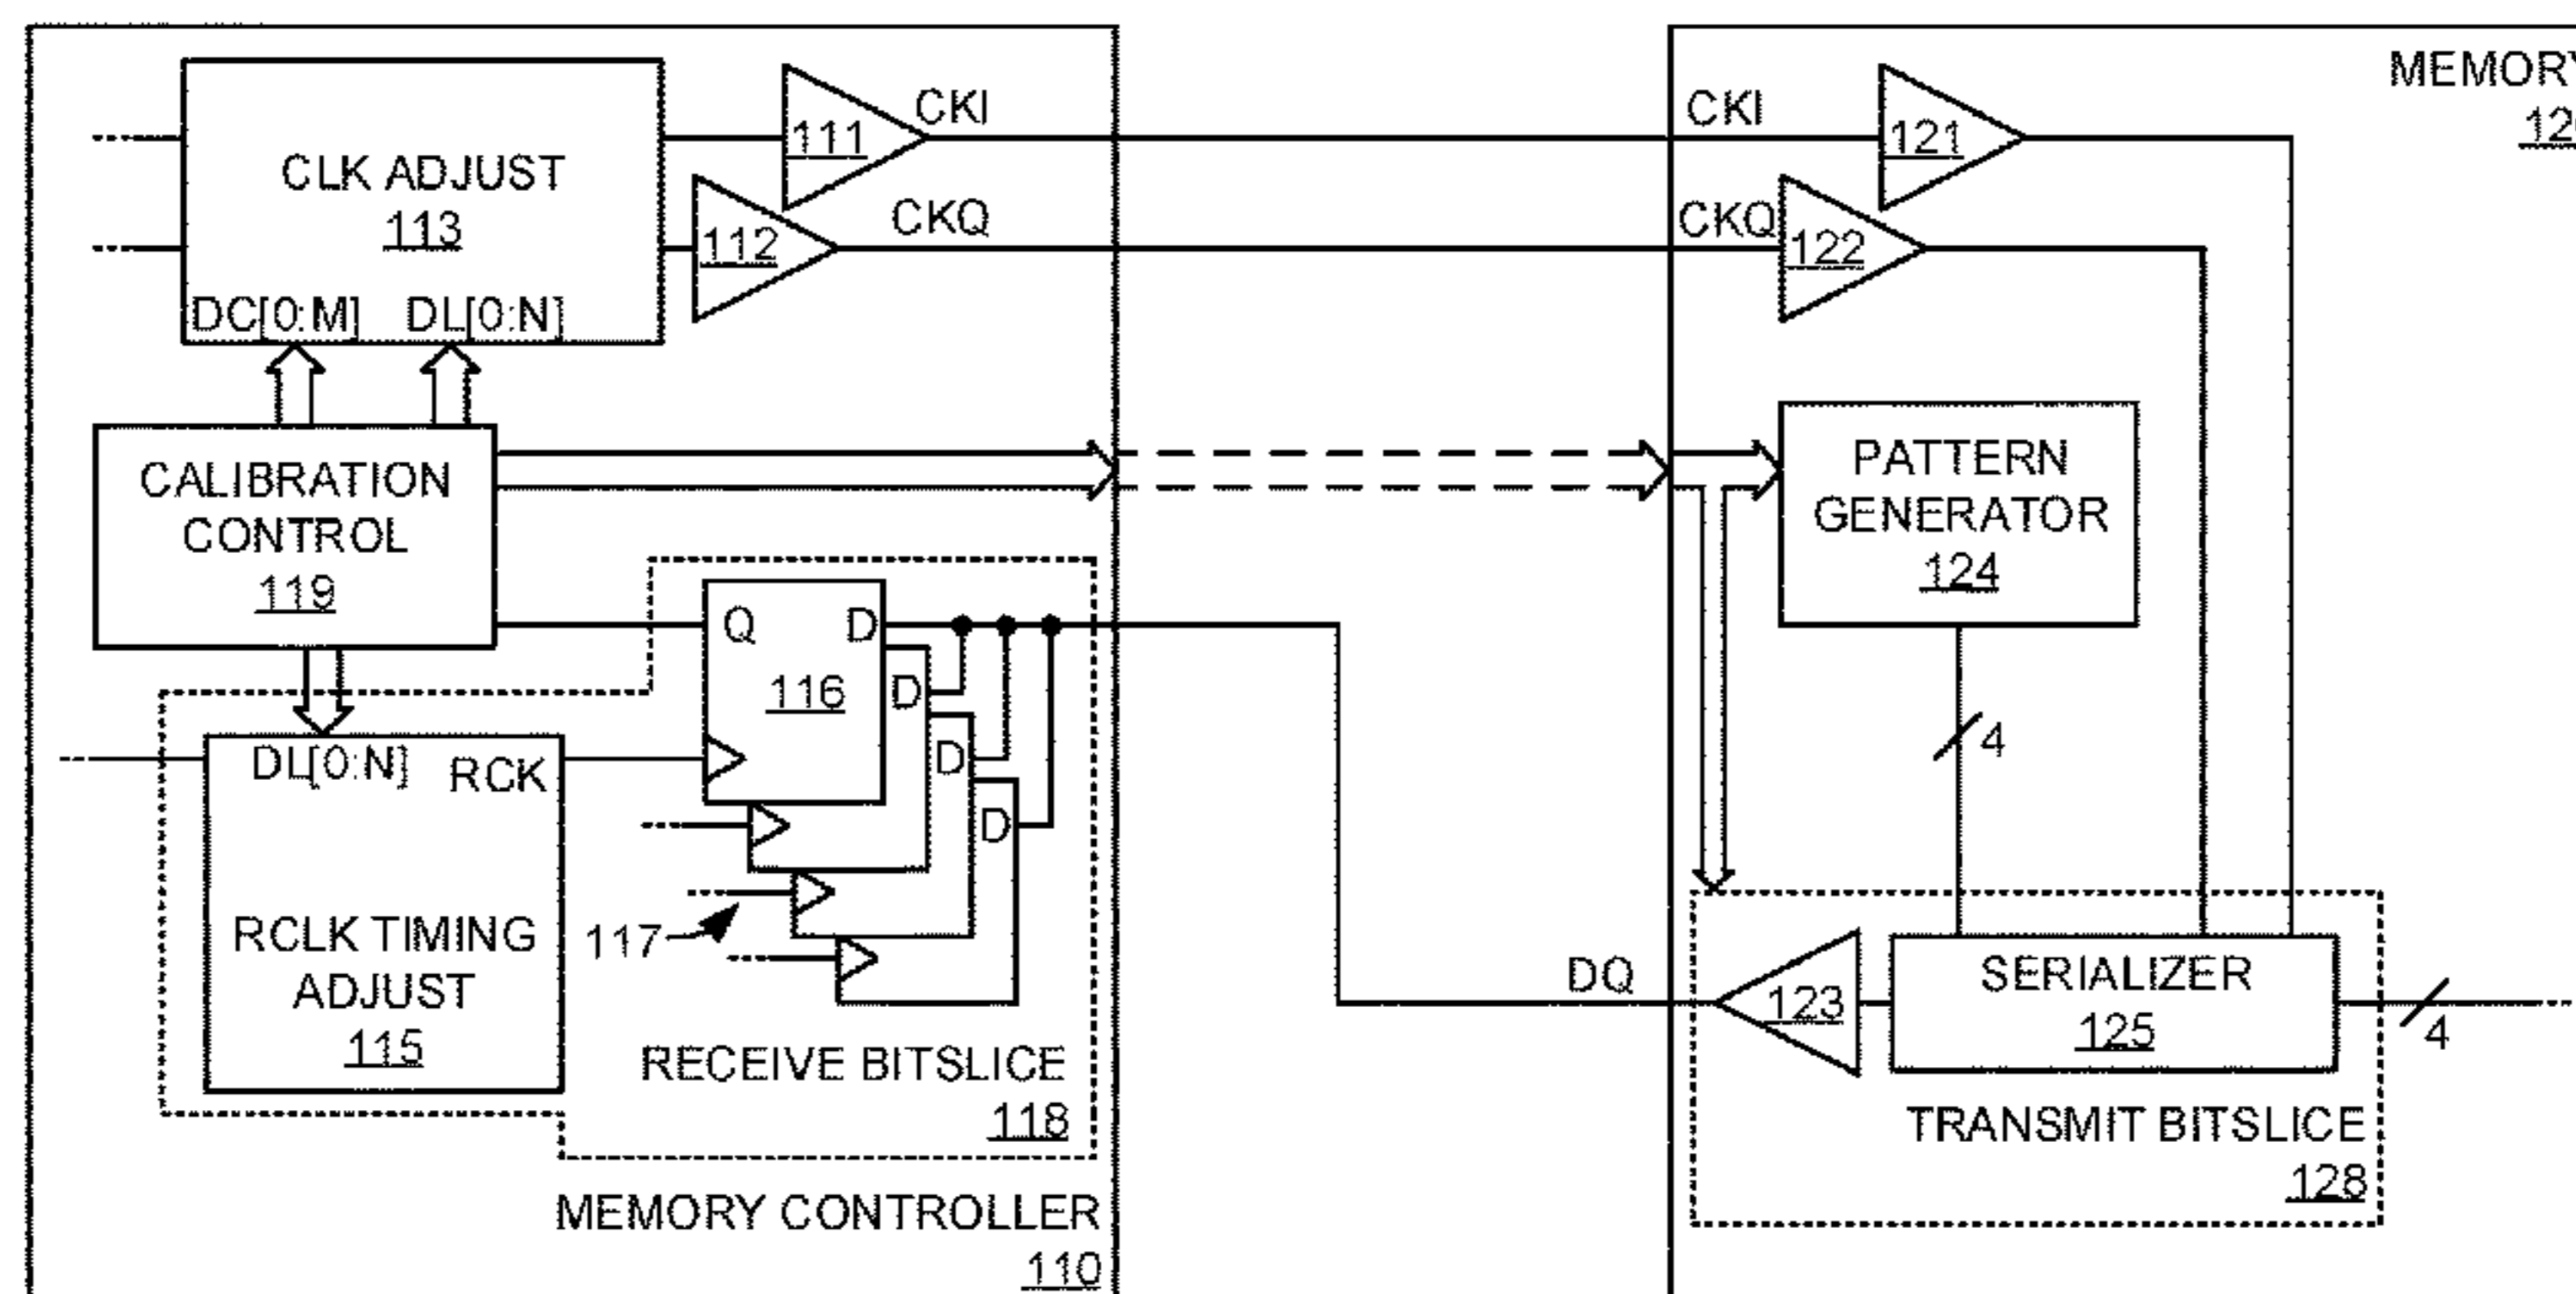 MEMORY
CLK ADJUST
113
DC[0:M] DL[0:N]
111
CKI
112
CKQ
CKI
121
CKQ
122
CALIBRATION
CONTROL
119
PATTERN
GENERATOR
124
4
Q D
116
D
D
D
DL[0:N] RCK
RCLK TIMING
ADJUST
115
117
RECEIVE BITSLICE
118
MEMORY CONTROLLER
110
DQ
123
SERIALIZER
125
4
TRANSMIT BITSLICE
128